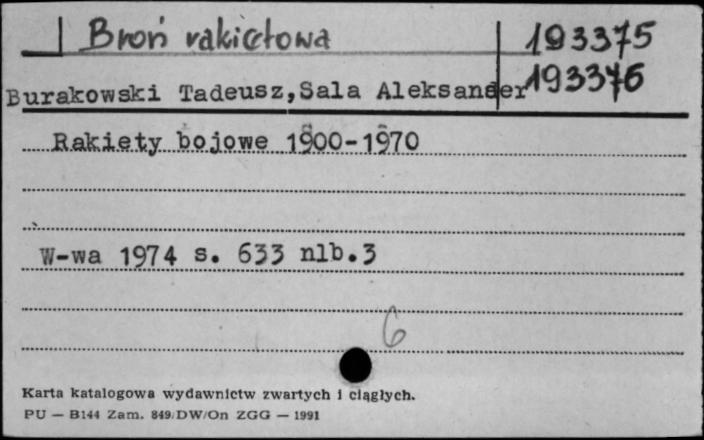 Broń rakietowa 193375
193376
Burakowski Tadeusz,Sala Aleksander
Rakiety bojowe 1900-1970
W-wa 1974 s. 633 nlb.3
6
Karta katalogowa wydawnictw zwartych i ciągłych.
PU — B144 Zam. 849/DW/On ZGG — 1991